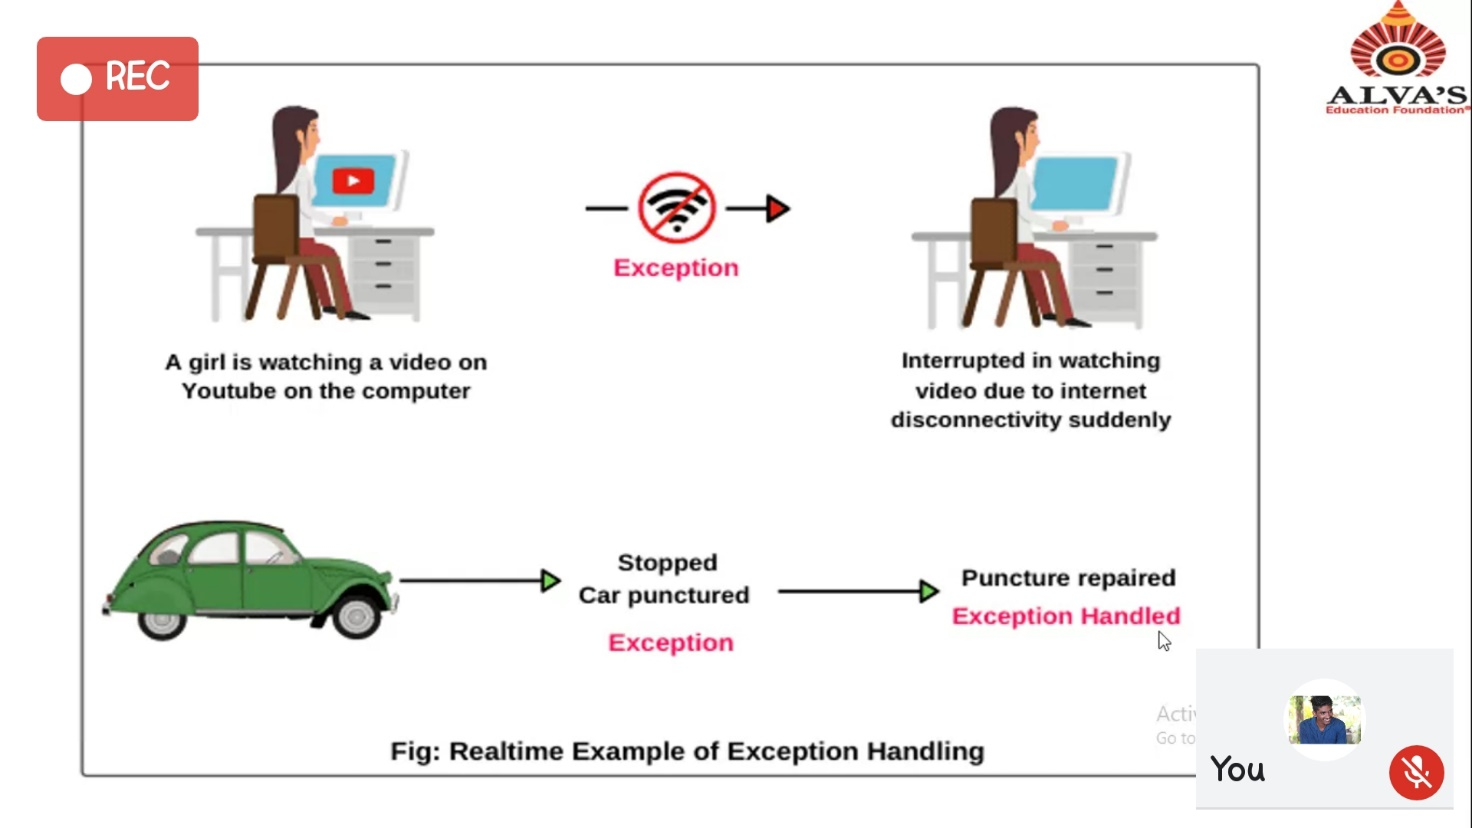 REC
ALVA'S
Education Foundation
Exception
A girl is watching a video on
Youtube on the computer
Interrupted in watching
video due to internet
disconnectivity suddenly
Stopped
Car punctured
Exception
Puncture repaired
Exception Handled
Go to
Fig: Realtime Example of Exception Handling
You